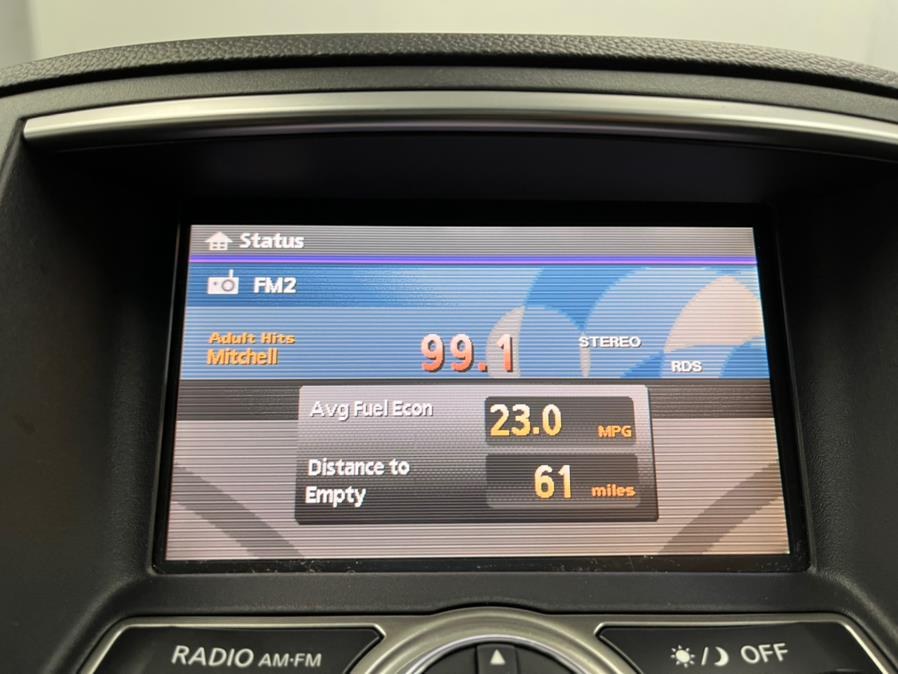 Status
FM2
Adult Hits
Mitchell
99.1
STEREO
RDS
Avg Fuel Econ
23.0 MPG
Distance to
Empty
61 miles
RADIO AM·FM
/ OFF